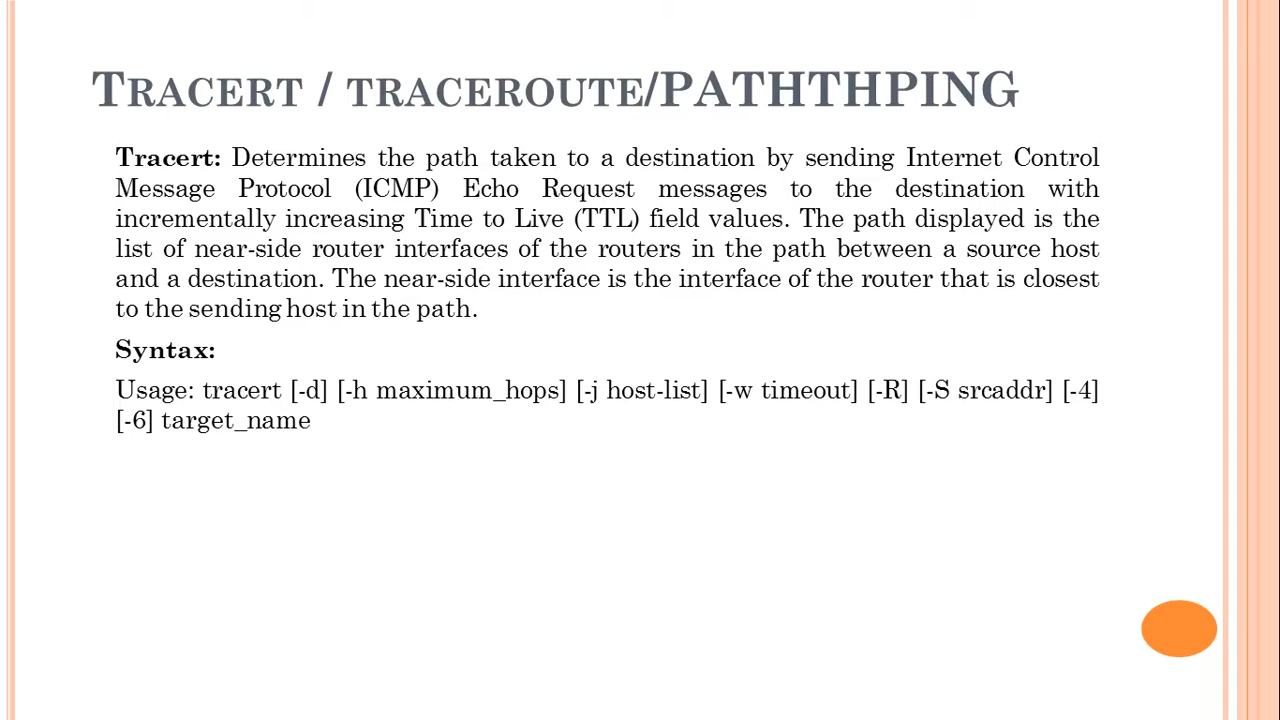 TRACERT / TRACEROUTE/PATHTHPING
Tracert: Determines the path taken to a destination by sending Internet Control
Message Protocol (ICMP) Echo Request messages to the destination with
incrementally increasing Time to Live (TTL) field values. The path displayed is the
list of near-side router interfaces of the routers in the path between a source host
and a destination. The near-side interface is the interface of the router that is closest
to the sending host in the path.
Syntax:
Usage: tracert [-d] [-h maximum_hops] [-j host-list] [-w timeout] [-R] [-S srcaddr] [-4]
[-6] target_name